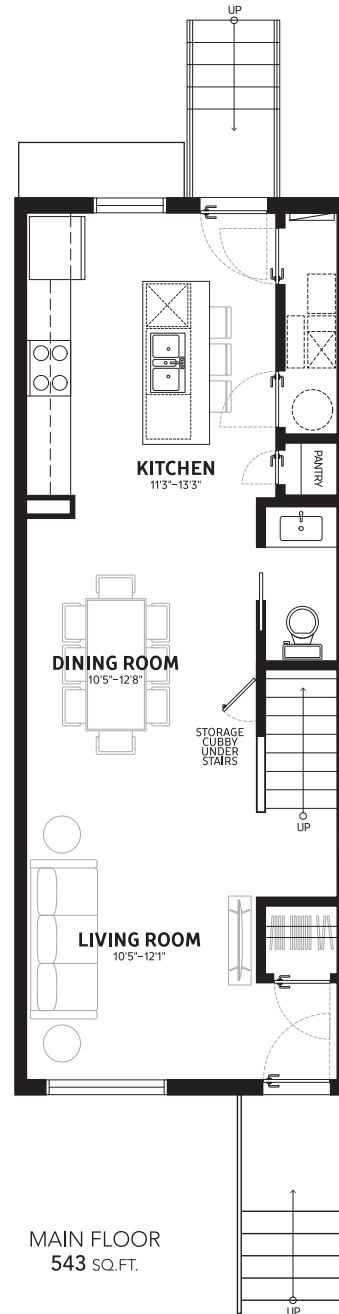 UP
KITCHEN
11'3"–13'3"
PANTRY
DINING ROOM
10'5"–12'8"
STORAGE
CUBBY
UNDER
STAIRS
UP
LIVING ROOM
10'5"–12'1"
MAIN FLOOR
543 SQ.FT.
UP